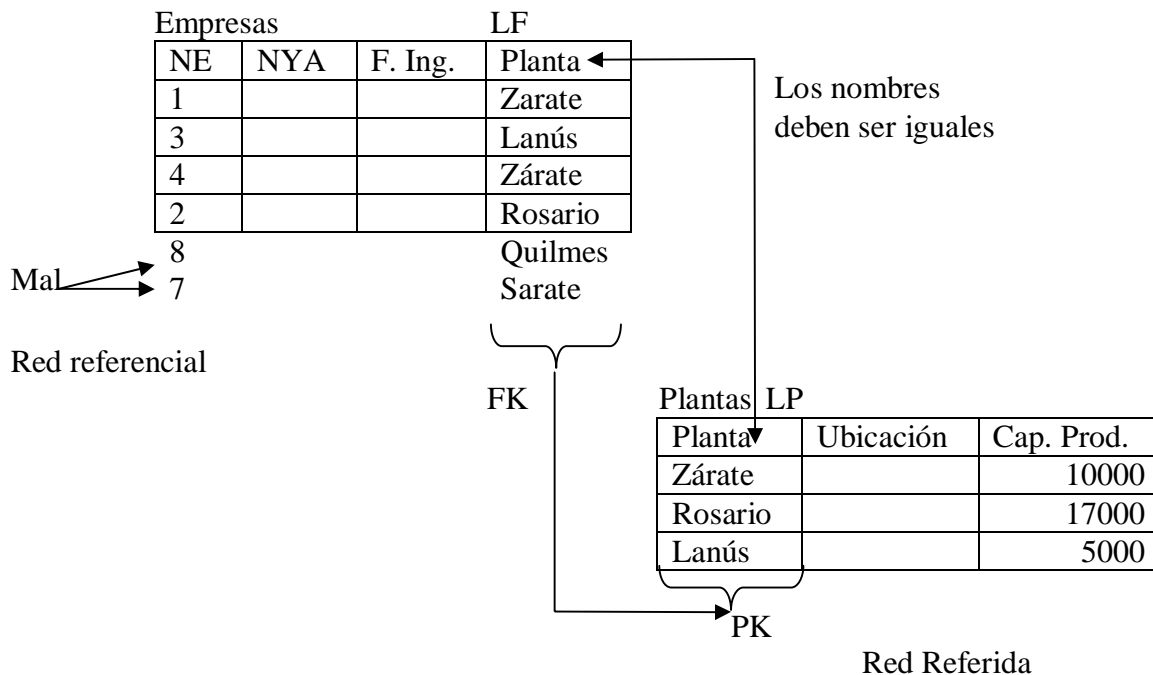 Empresas LF
NE NYA F. Ing. Planta
1 Zarate
3 Lanús
4 Zárate
2 Rosario
8 Quilmes
7 Sarate
Los nombres
deben ser iguales
Mal
Red referencial
FK
Plantas LP
Planta Ubicación Cap. Prod.
Zárate 10000
Rosario 17000
Lanús 5000
PK
Red Referida